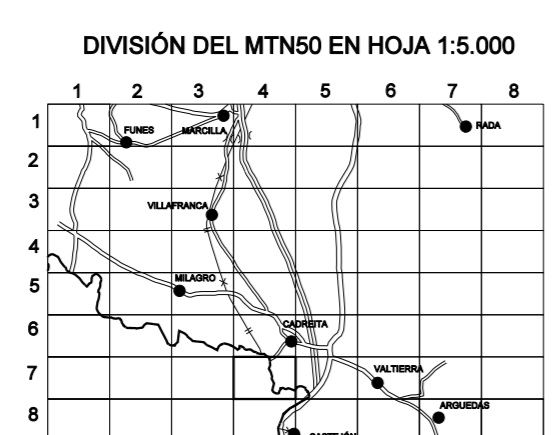 DIVISIÓN DEL MTN50 EN HOJA 1:5.000
1 2 3 4 5 6 7 8
1
FUNES
MARCILLA
RADA
2
3
VILLAFRANCA
4
5
MILAGRO
6
CADREITA
7
VALTIERRA
8
ARGUEDAS